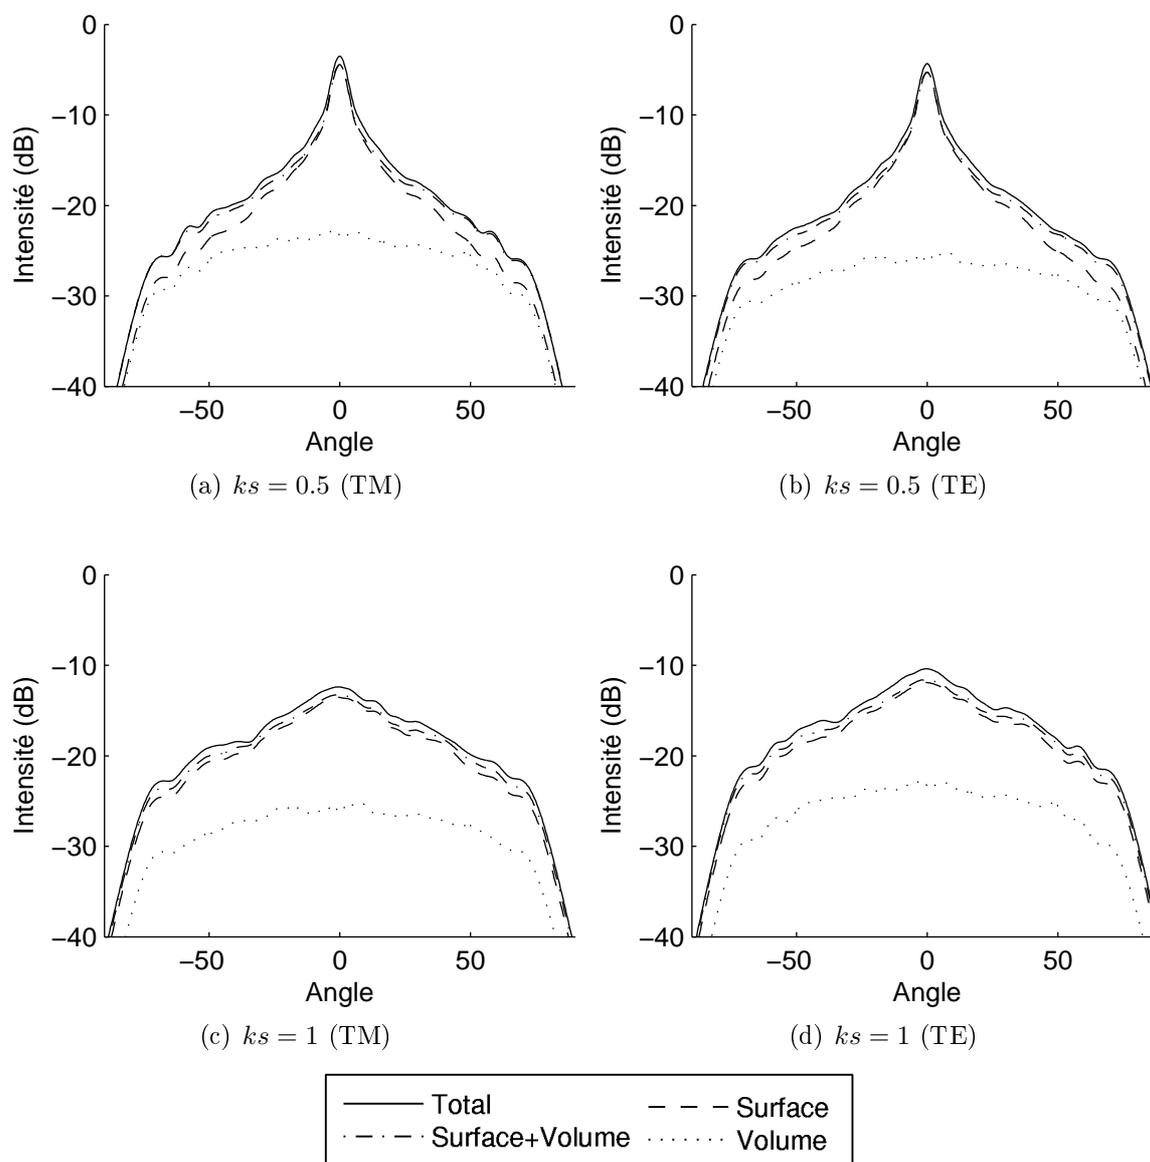 0
−10
−20
−30
−40
Intensité (dB)
−50 0 50
Angle
(a) ks = 0.5 (TM)
0
−10
−20
−30
−40
Intensité (dB)
−50 0 50
Angle
(b) ks = 0.5 (TE)
0
−10
−20
−30
−40
Intensité (dB)
−50 0 50
Angle
(c) ks = 1 (TM)
0
−10
−20
−30
−40
Intensité (dB)
−50 0 50
Angle
(d) ks = 1 (TE)
Total
Surface
Surface+Volume
Volume